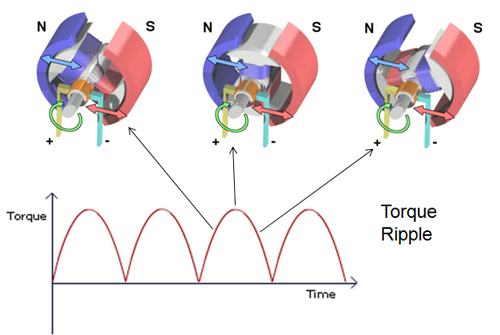 N S N S N S
+ - + - + -
Torque
Torque
Ripple
Time